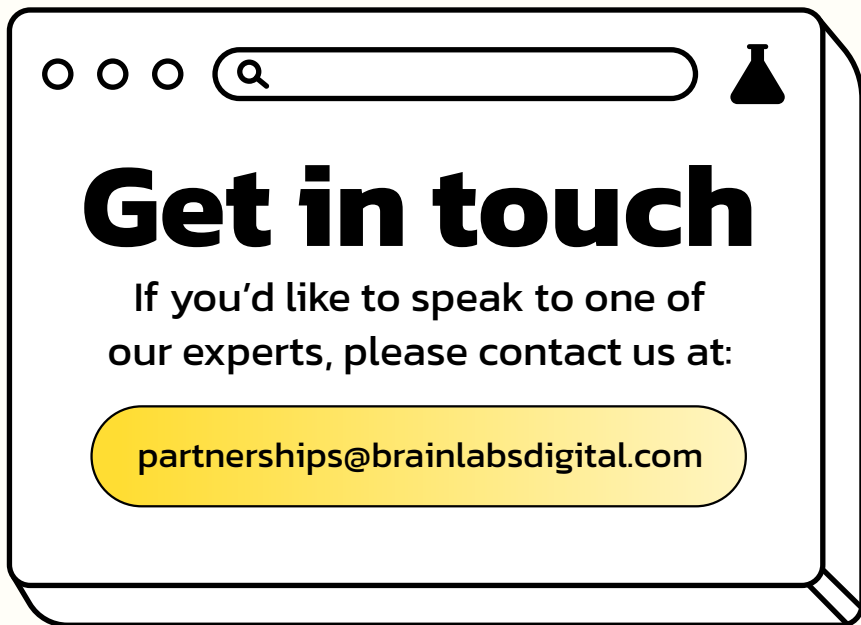 Get in touch
If you’d like to speak to one of
our experts, please contact us at:
partnerships@brainlabsdigital.com